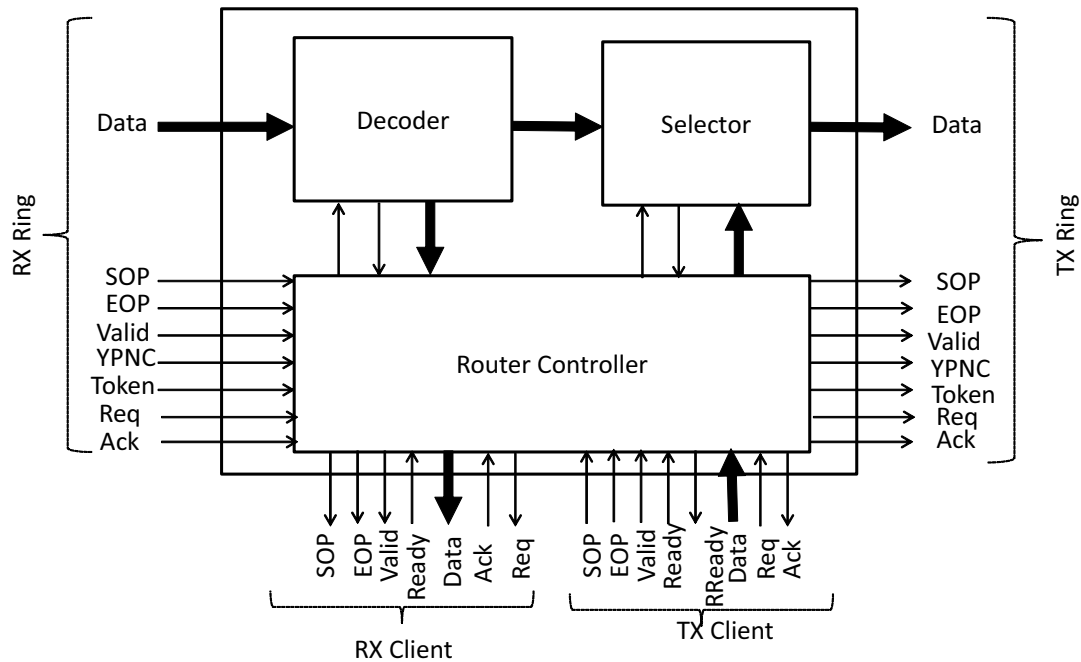 Decoder
Selector
Data
Data
RX Ring
TX Ring
SOP
EOP
Valid
YPNC
Token
Req
Ack
Router Controller
SOP
EOP
Valid
YPNC
Token
Req
Ack
SOP
EOP
Valid
Ready
Data
Ack
Req
SOP
EOP
Valid
Ready
RReady
Data
Req
Ack
RX Client
TX Client